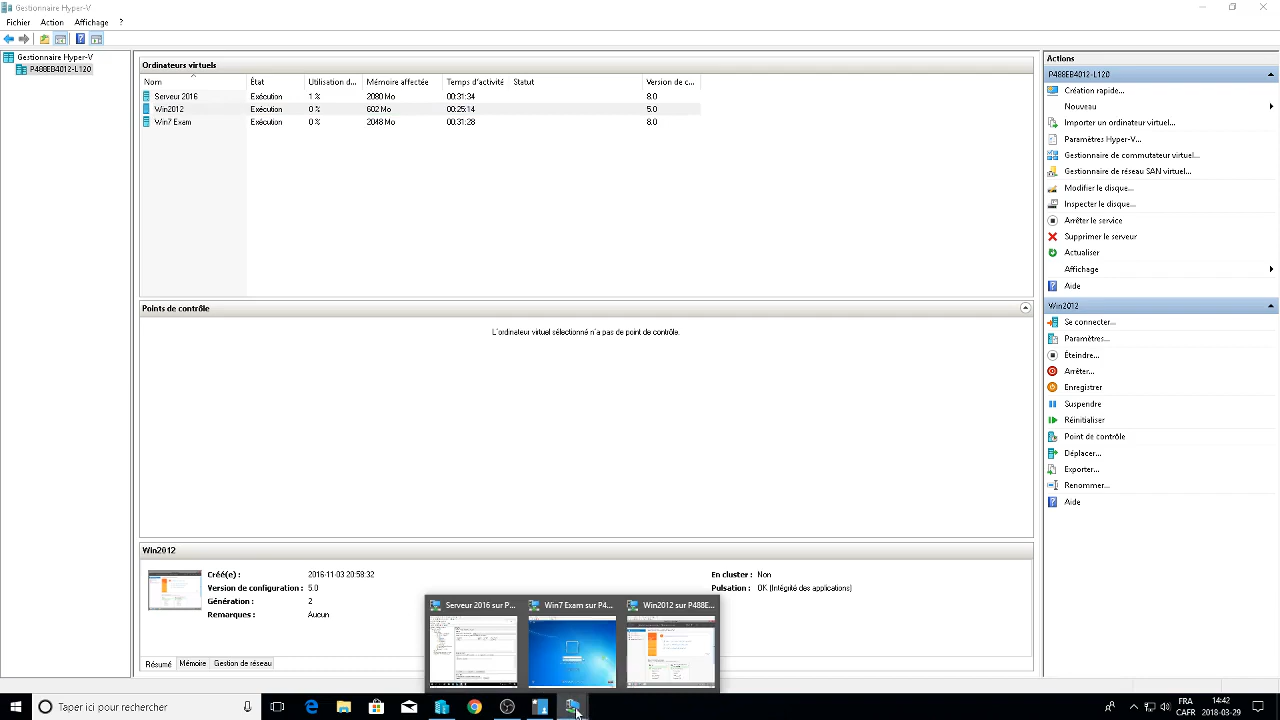 Gestionnaire Hyper-V
Fichier Action Affichage ?
Gestionnaire Hyper-V
P488EB4012-L120
Ordinateurs virtuels
Nom État Utilisation d... Mémoire affectée Temps d'activité Statut Version de c...
Serveur 2016 Exécution 1 % 2080 Mo 00:31:34 8.0
Win2012 Exécution 0 % 602 Mo 00:25:14 5.0
Win7 Exam Exécution 0 % 2048 Mo 00:31:28 8.0
Points de contrôle
L'ordinateur virtuel sélectionné n'a pas de point de contrôle.
Win2012
Créé(e) : 2016-11-03 20:59:32
Version de configuration : 5.0
Génération : 2
Remarques : Aucun
En cluster : Non
Pulsation : OK (Intégrité des applications)
Résumé Mémoire Gestion de réseau
Actions
P488EB4012-L120
Création rapide...
Nouveau
Importer un ordinateur virtuel...
Paramètres Hyper-V...
Gestionnaire de commutateur virtuel...
Gestionnaire de réseau SAN virtuel...
Modifier le disque...
Inspecter le disque...
Arrêter le service
Supprimer le serveur
Actualiser
Affichage
Aide
Win2012
Se connecter...
Paramètres...
Éteindre...
Arrêter...
Enregistrer
Suspendre
Réinitialiser
Point de contrôle
Déplacer...
Exporter...
Renommer...
Aide
Serveur 2016 sur P... Win7 Exam sur P4... Win2012 sur P488E...
Taper ici pour rechercher
FRA
CAFR
14:42
2018-03-29